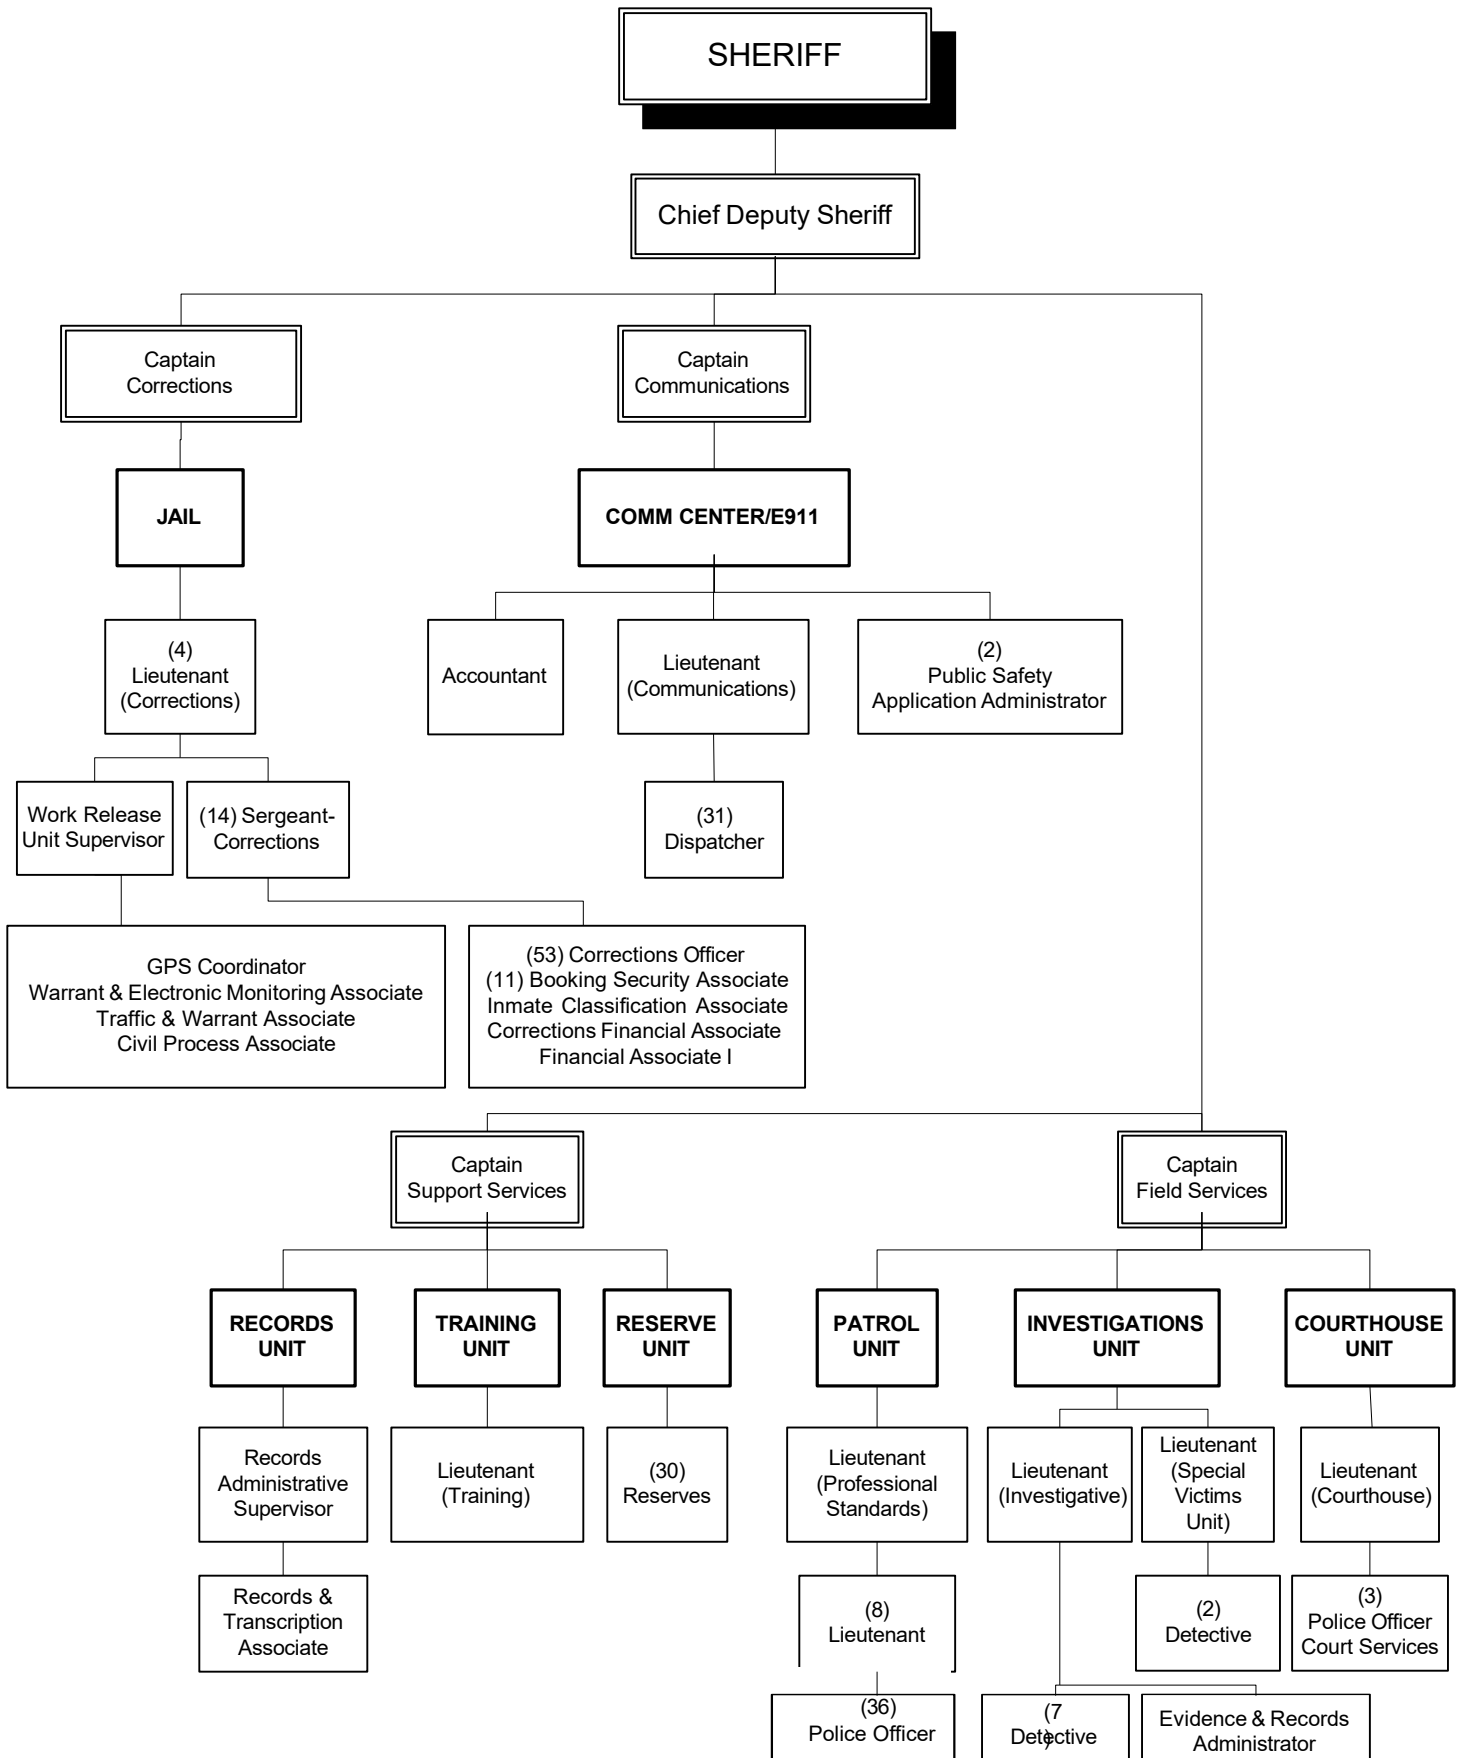 SHERIFF
Chief Deputy Sheriff
Captain
Corrections
Captain
Communications
JAIL
COMM CENTER/E911
(4)
Lieutenant
(Corrections)
Accountant
Lieutenant
(Communications)
(2)
Public Safety
Application Administrator
Work Release
Unit Supervisor
(14) Sergeant-
Corrections
(31)
Dispatcher
GPS Coordinator
Warrant & Electronic Monitoring Associate
Traffic & Warrant Associate
Civil Process Associate
(53) Corrections Officer
(11) Booking Security Associate
Inmate Classification Associate
Corrections Financial Associate
Financial Associate I
Captain
Support Services
Captain
Field Services
RECORDS
UNIT
TRAINING
UNIT
RESERVE
UNIT
PATROL
UNIT
INVESTIGATIONS
UNIT
COURTHOUSE
UNIT
Records
Administrative
Supervisor
Lieutenant
(Training)
(30)
Reserves
Lieutenant
(Professional
Standards)
Lieutenant
(Investigative)
Lieutenant
(Special
Victims
Unit)
Lieutenant
(Courthouse)
Records &
Transcription
Associate
(8)
Lieutenant
(2)
Detective
(3)
Police Officer
Court Services
(36)
Police Officer
(7
)
Detective
Evidence & Records
Administrator